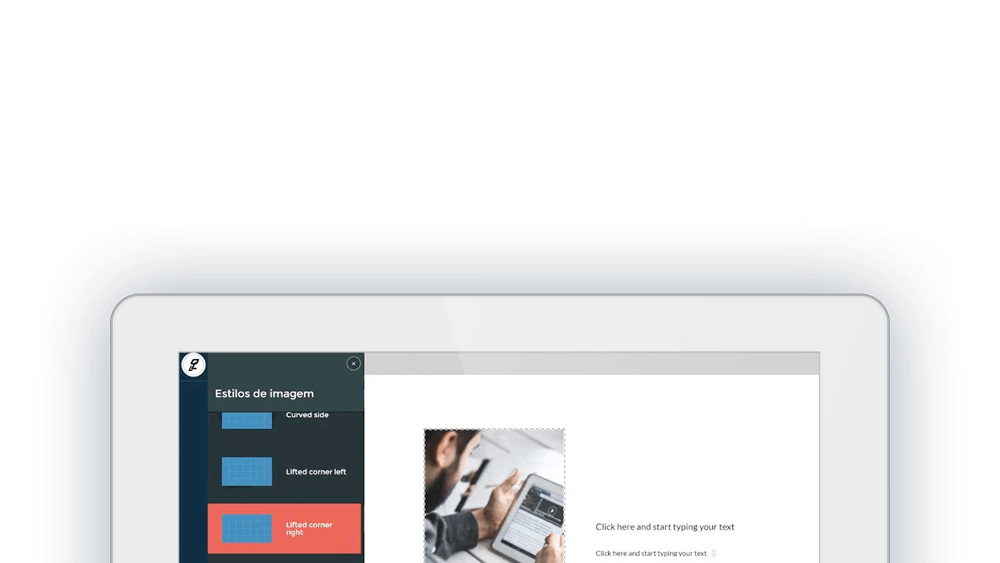 Estilos de imagem
Curved side
Lifted corner left
Lifted corner
right
Click here and start typing your text
Click here and start typing your text